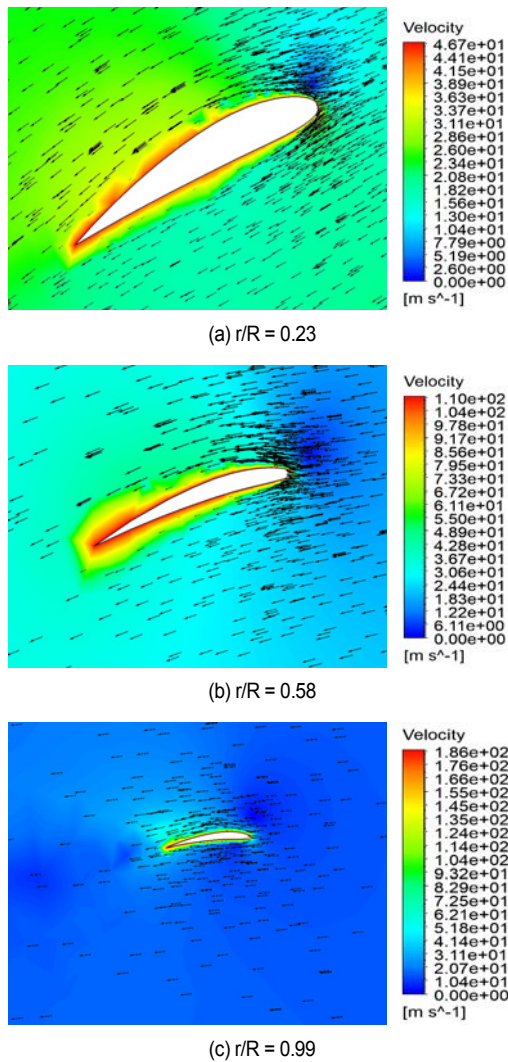 Velocity
4.67e+01
4.41e+01
4.15e+01
3.89e+01
3.63e+01
3.37e+01
3.11e+01
2.86e+01
2.60e+01
2.34e+01
2.08e+01
1.82e+01
1.56e+01
1.30e+01
1.04e+01
7.79e+00
5.19e+00
2.60e+00
0.00e+00
[m s^-1]
(a) r/R = 0.23
Velocity
1.10e+02
1.04e+02
9.78e+01
9.17e+01
8.56e+01
7.95e+01
7.33e+01
6.72e+01
6.11e+01
5.50e+01
4.89e+01
4.28e+01
3.67e+01
3.06e+01
2.44e+01
1.83e+01
1.22e+01
6.11e+00
0.00e+00
[m s^-1]
(b) r/R = 0.58
Velocity
1.86e+02
1.76e+02
1.66e+02
1.55e+02
1.45e+02
1.35e+02
1.24e+02
1.14e+02
1.04e+02
9.32e+01
8.29e+01
7.25e+01
6.21e+01
5.18e+01
4.14e+01
3.11e+01
2.07e+01
1.04e+01
0.00e+00
[m s^-1]
(c) r/R = 0.99